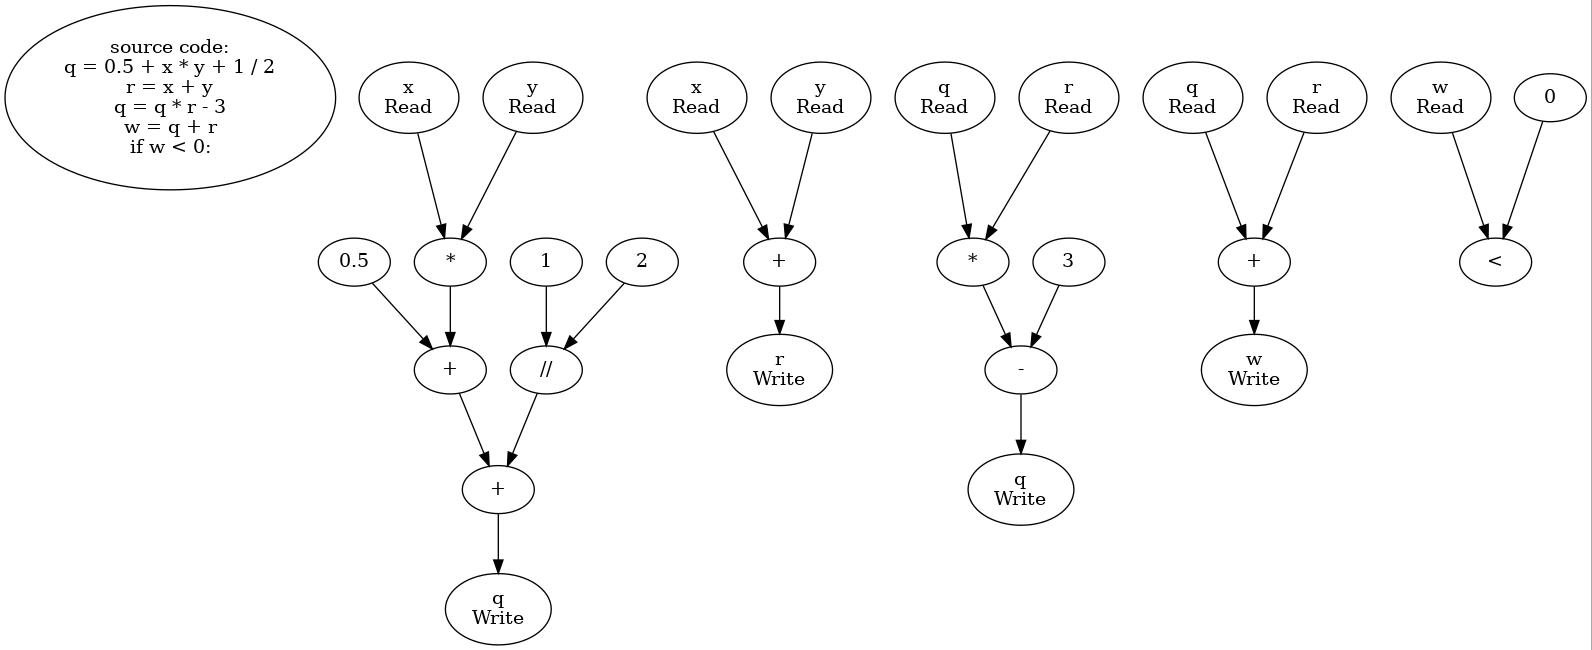 source code:
q = 0.5 + x * y + 1 / 2
r = x + y
q = q * r - 3
w = q + r
if w < 0:
x
Read
y
Read
x
Read
y
Read
q
Read
r
Read
q
Read
r
Read
w
Read
0
0.5
*
1
2
+
*
3
+
<
+
//
r
Write
-
w
Write
+
q
Write
q
Write